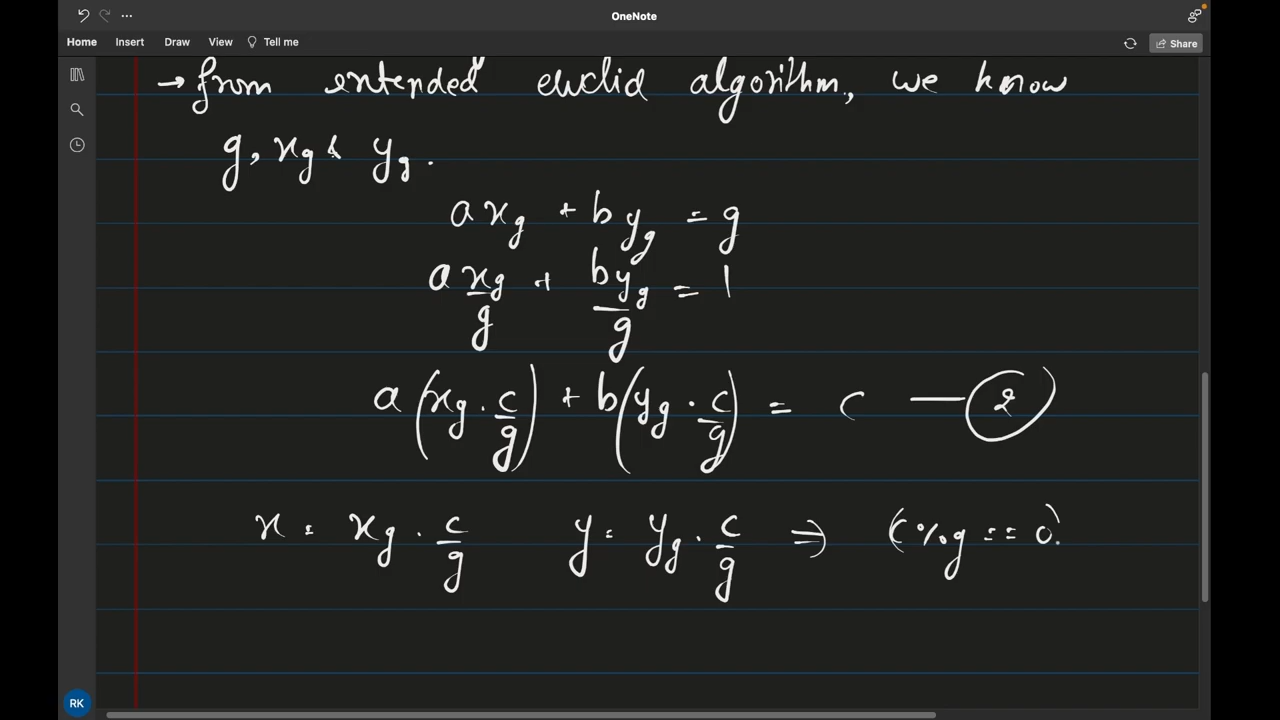 OneNote
Home Insert Draw View Tell me Share
→ from extended euclid algorithm, we know
g, xg & yg.
a xg + b yg = g
a xg/g + b yg/g = 1
a(xg · c/g) + b(yg · c/g) = c — 2
x = xg · c/g y = yg · c/g ⇒ (c % g == 0)
RK